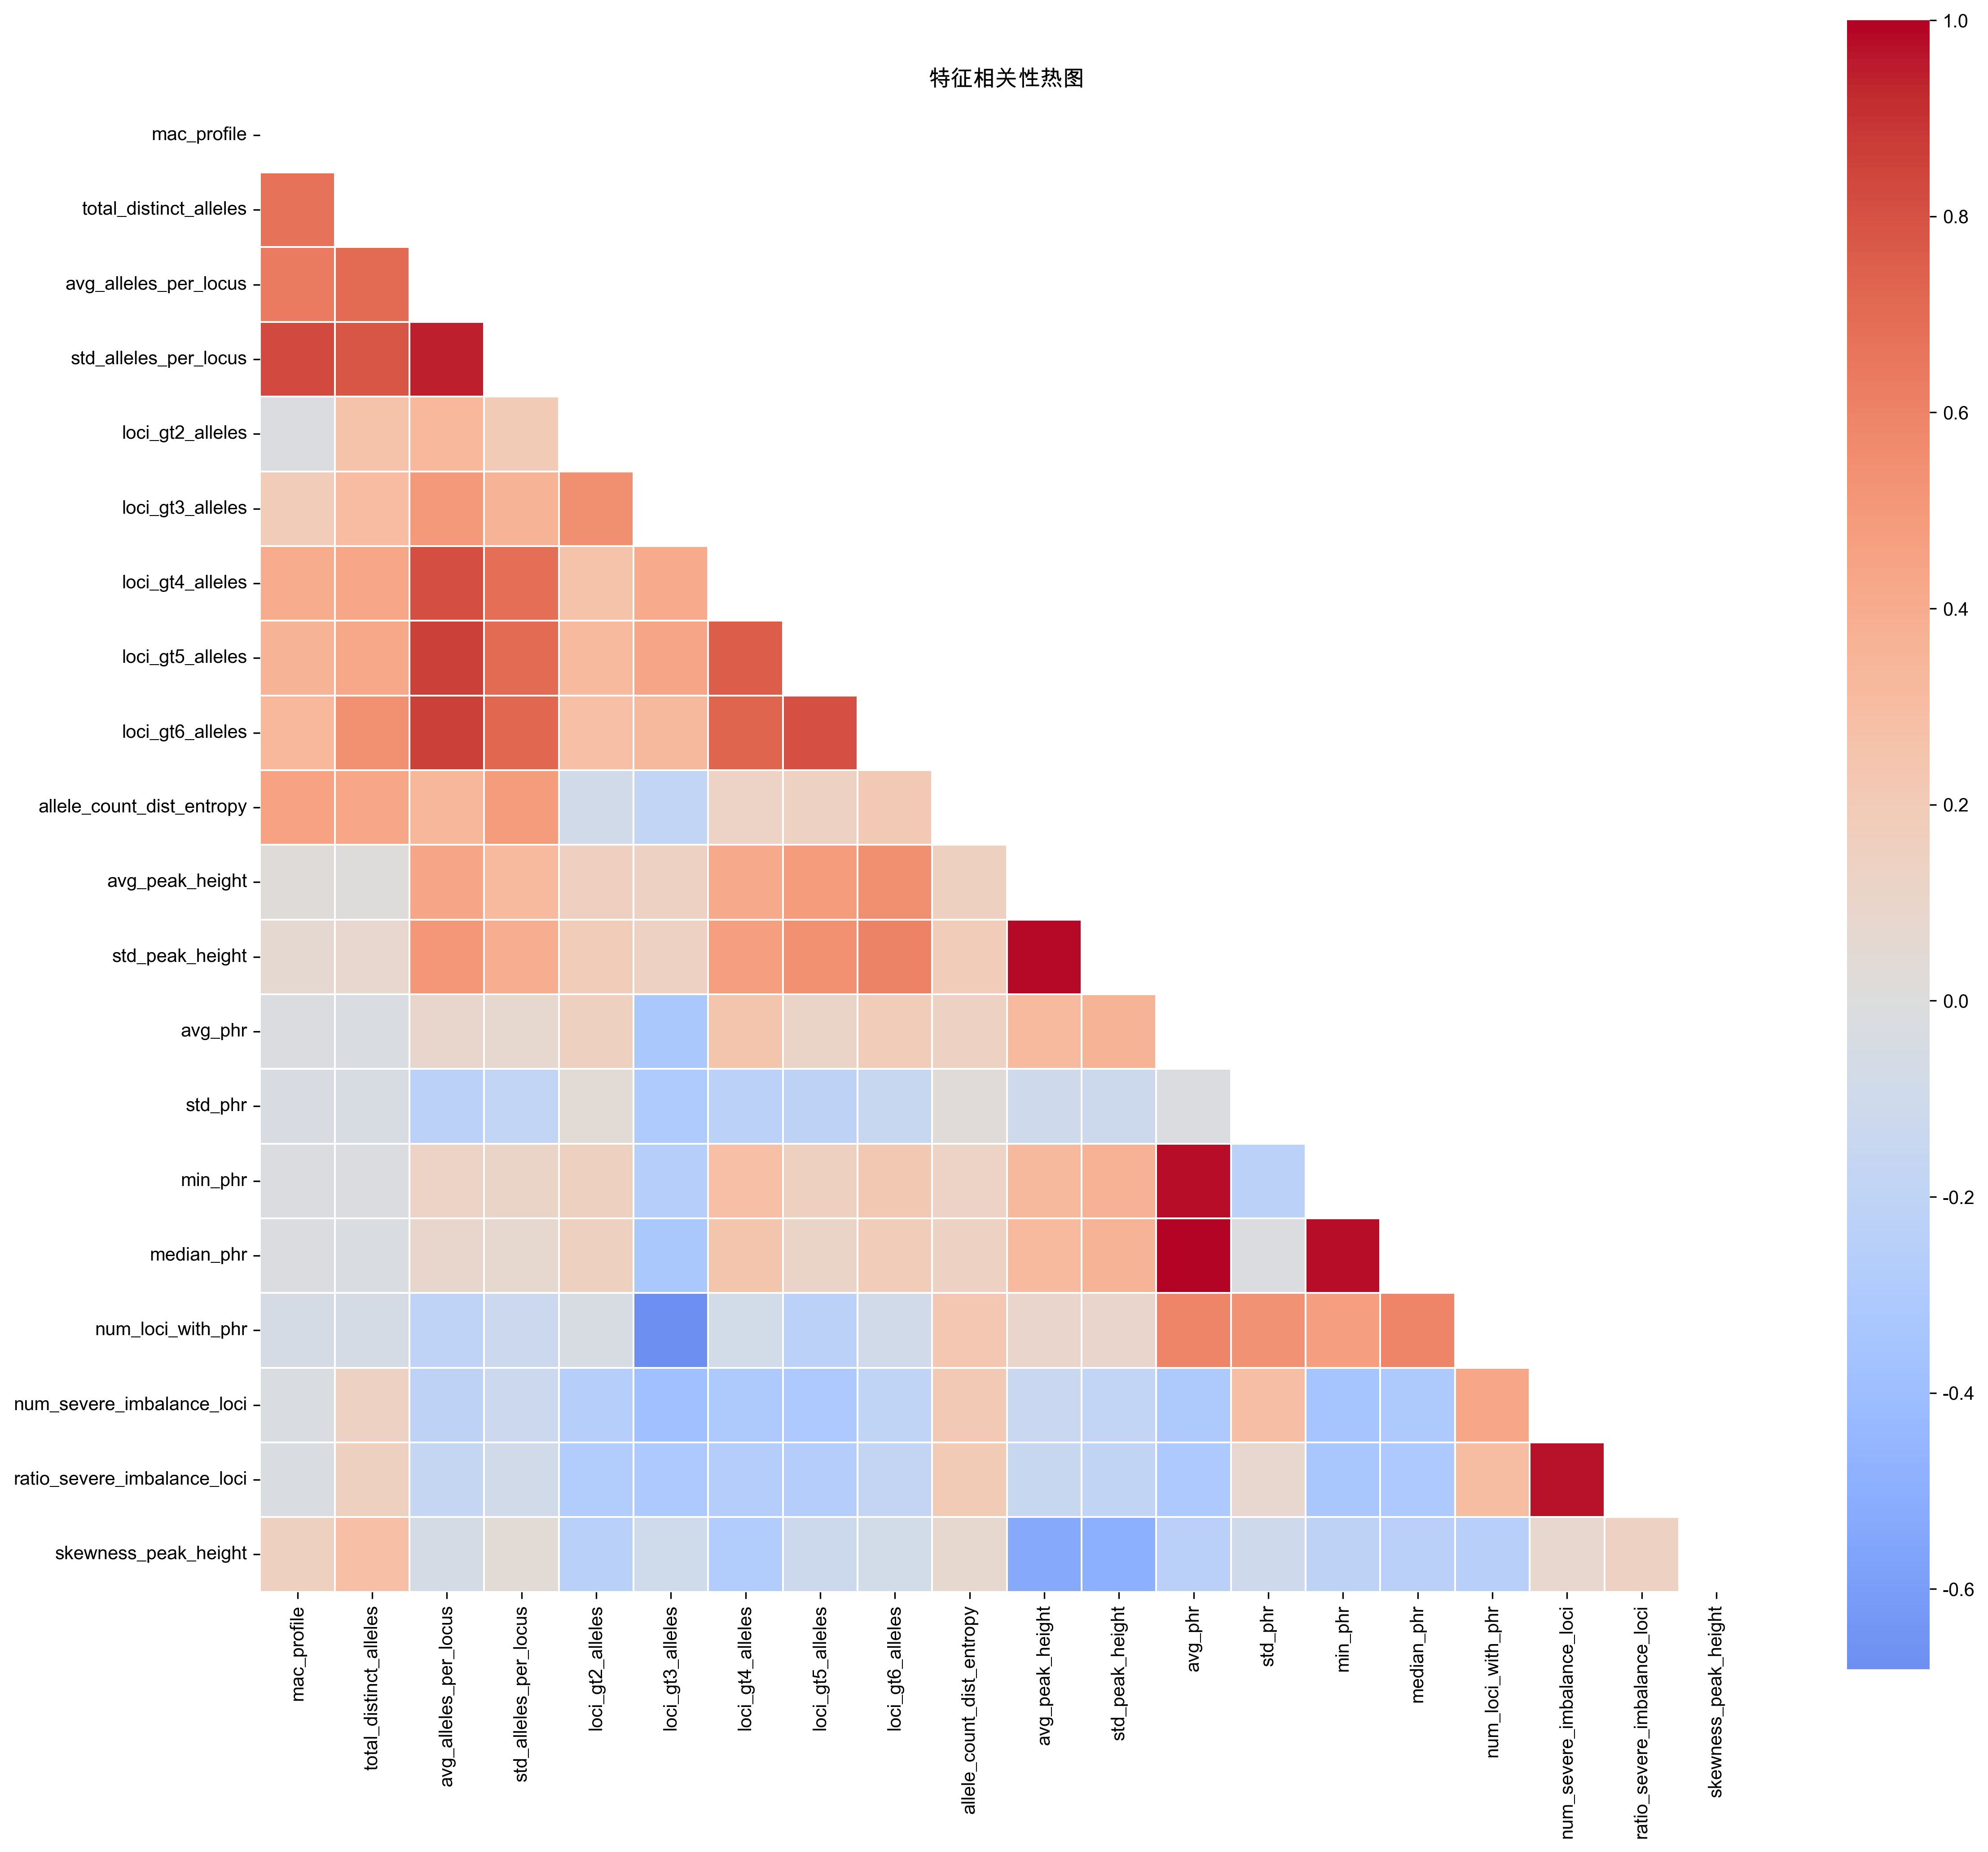 特征相关性热图
mac_profile
total_distinct_alleles
avg_alleles_per_locus
std_alleles_per_locus
loci_gt2_alleles
loci_gt3_alleles
loci_gt4_alleles
loci_gt5_alleles
loci_gt6_alleles
allele_count_dist_entropy
avg_peak_height
std_peak_height
avg_phr
std_phr
min_phr
median_phr
num_loci_with_phr
num_severe_imbalance_loci
ratio_severe_imbalance_loci
skewness_peak_height
mac_profile
total_distinct_alleles
avg_alleles_per_locus
std_alleles_per_locus
loci_gt2_alleles
loci_gt3_alleles
loci_gt4_alleles
loci_gt5_alleles
loci_gt6_alleles
allele_count_dist_entropy
avg_peak_height
std_peak_height
avg_phr
std_phr
min_phr
median_phr
num_loci_with_phr
num_severe_imbalance_loci
ratio_severe_imbalance_loci
skewness_peak_height
1.0
0.8
0.6
0.4
0.2
0.0
-0.2
-0.4
-0.6